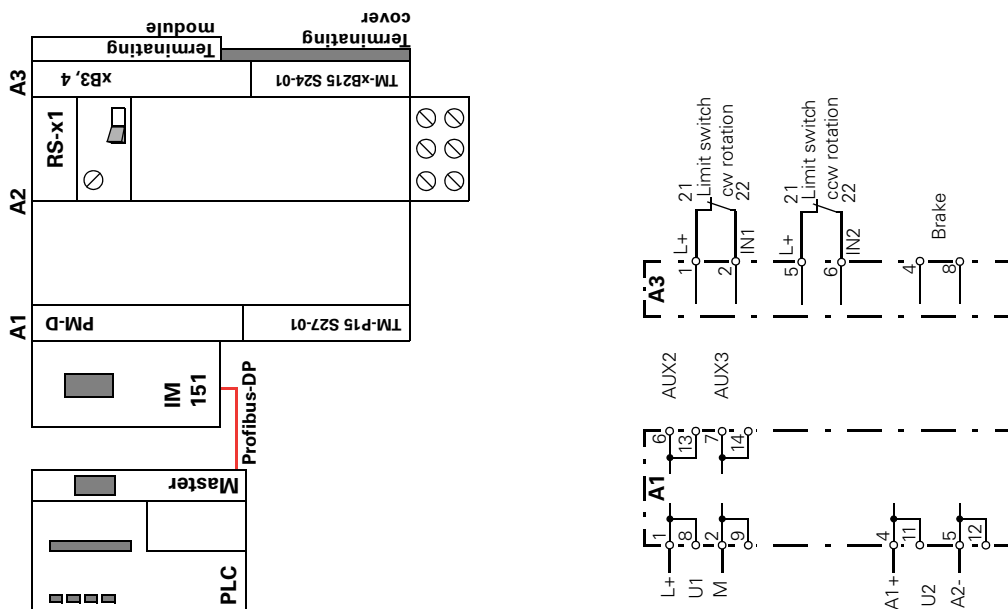 Terminating
module
Terminating
cover
A3
xB3, 4
TM-xB215 S24-01
RS-x1
A2
A1
PM-D
TM-P15 S27-01
IM
151
Profibus-DP
Master
PLC
21
Limit switch
cw rotation
22
21
Limit switch
ccw rotation
22
L+
IN1
L+
IN2
Brake
1
2
5
6
4
8
A3
AUX2
AUX3
6
13
7
14
A1
1
8
2
9
4
11
5
12
L+
U1
M
A1+
U2
A2-